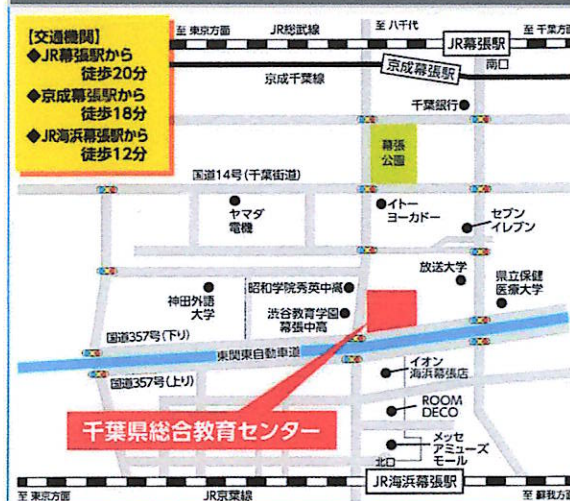 【交通機関】
◆JR幕張駅から
徒歩20分
◆京成幕張駅から
徒歩18分
◆JR海浜幕張駅から
徒歩12分
至 東京方面
JR総武線
至 八千代
JR幕張駅
至 千葉方面
南口
京成千葉線
京成幕張駅
千葉銀行
幕張
公園
国道14号(千葉街道)
ヤマダ
電機
イトー
ヨーカドー
セブン
イレブン
放送大学
県立保健
医療大学
神田外語
大学
昭和学院秀英中高
渋谷教育学園
幕張中高
国道357号(下り)
東関東自動車道
国道357号(上り)
イオン
海浜幕張店
ROOM
DECO
千葉県総合教育センター
メッセ
アミューズ
モール
北口
JR海浜幕張駅
至 東京方面
JR京葉線
至 蘇我方面